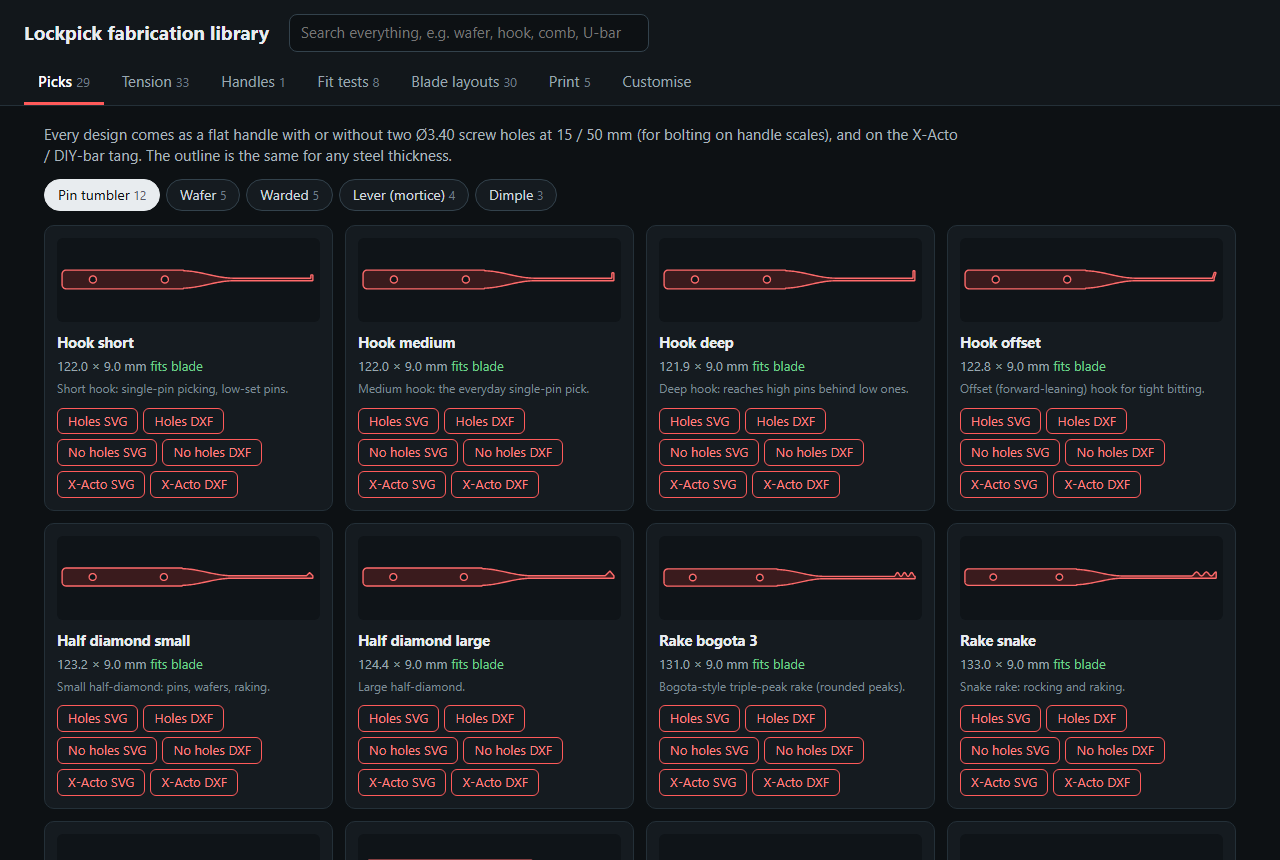 Lockpick fabrication library
Search everything, e.g. wafer, hook, comb, U-bar
Picks 29 Tension 33 Handles 1 Fit tests 8 Blade layouts 30 Print 5 Customise
Every design comes as a flat handle with or without two Ø3.40 screw holes at 15 / 50 mm (for bolting on handle scales), and on the X-Acto
/ DIY-bar tang. The outline is the same for any steel thickness.
Pin tumbler 12 Wafer 5 Warded 5 Lever (mortice) 4 Dimple 3
Hook short
122.0 × 9.0 mm fits blade
Short hook: single-pin picking, low-set pins.
Holes SVG Holes DXF
No holes SVG No holes DXF
X-Acto SVG X-Acto DXF
Hook medium
122.0 × 9.0 mm fits blade
Medium hook: the everyday single-pin pick.
Holes SVG Holes DXF
No holes SVG No holes DXF
X-Acto SVG X-Acto DXF
Hook deep
121.9 × 9.0 mm fits blade
Deep hook: reaches high pins behind low ones.
Holes SVG Holes DXF
No holes SVG No holes DXF
X-Acto SVG X-Acto DXF
Hook offset
122.8 × 9.0 mm fits blade
Offset (forward-leaning) hook for tight bitting.
Holes SVG Holes DXF
No holes SVG No holes DXF
X-Acto SVG X-Acto DXF
Half diamond small
123.2 × 9.0 mm fits blade
Small half-diamond: pins, wafers, raking.
Holes SVG Holes DXF
No holes SVG No holes DXF
X-Acto SVG X-Acto DXF
Half diamond large
124.4 × 9.0 mm fits blade
Large half-diamond.
Holes SVG Holes DXF
No holes SVG No holes DXF
X-Acto SVG X-Acto DXF
Rake bogota 3
131.0 × 9.0 mm fits blade
Bogota-style triple-peak rake (rounded peaks).
Holes SVG Holes DXF
No holes SVG No holes DXF
X-Acto SVG X-Acto DXF
Rake snake
133.0 × 9.0 mm fits blade
Snake rake: rocking and raking.
Holes SVG Holes DXF
No holes SVG No holes DXF
X-Acto SVG X-Acto DXF